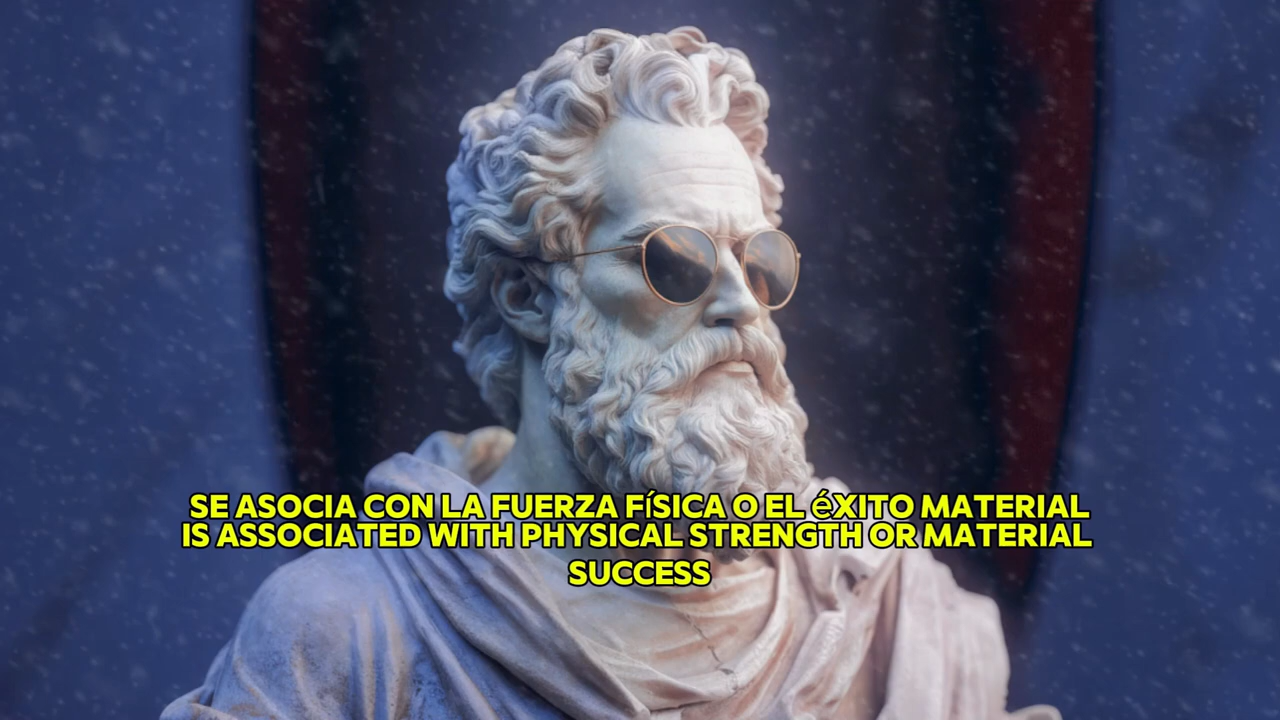 SE ASOCIA CON LA FUERZA FíSICA O EL éXITO MATERIAL
IS ASSOCIATED WITH PHYSICAL STRENGTH OR MATERIAL
SUCCESS